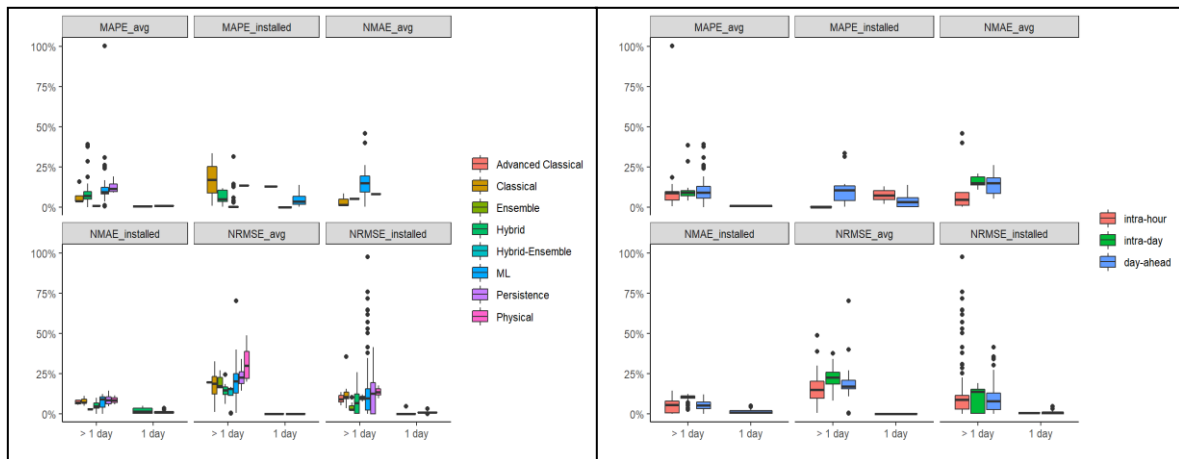 MAPE_avg MAPE_installed NMAE_avg
100%
75%
50%
25%
0%
NMAE_installed NRMSE_avg NRMSE_installed
100%
75%
50%
25%
0%
> 1 day 1 day > 1 day 1 day > 1 day 1 day
Advanced Classical
Classical
Ensemble
Hybrid
Hybrid-Ensemble
ML
Persistence
Physical
MAPE_avg MAPE_installed NMAE_avg
100%
75%
50%
25%
0%
NMAE_installed NRMSE_avg NRMSE_installed
100%
75%
50%
25%
0%
> 1 day 1 day > 1 day 1 day > 1 day 1 day
intra-hour
intra-day
day-ahead